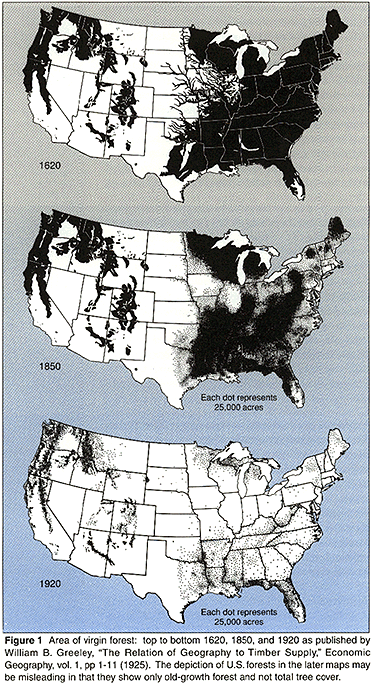 1620
1850
Each dot represents
25,000 acres
1920
Each dot represents
25,000 acres
Figure 1 Area of virgin forest: top to bottom 1620, 1850, and 1920 as published by
William B. Greeley, "The Relation of Geography to Timber Supply," Economic
Geography, vol. 1, pp 1-11 (1925). The depiction of U.S. forests in the later maps may
be misleading in that they show only old-growth forest and not total tree cover.